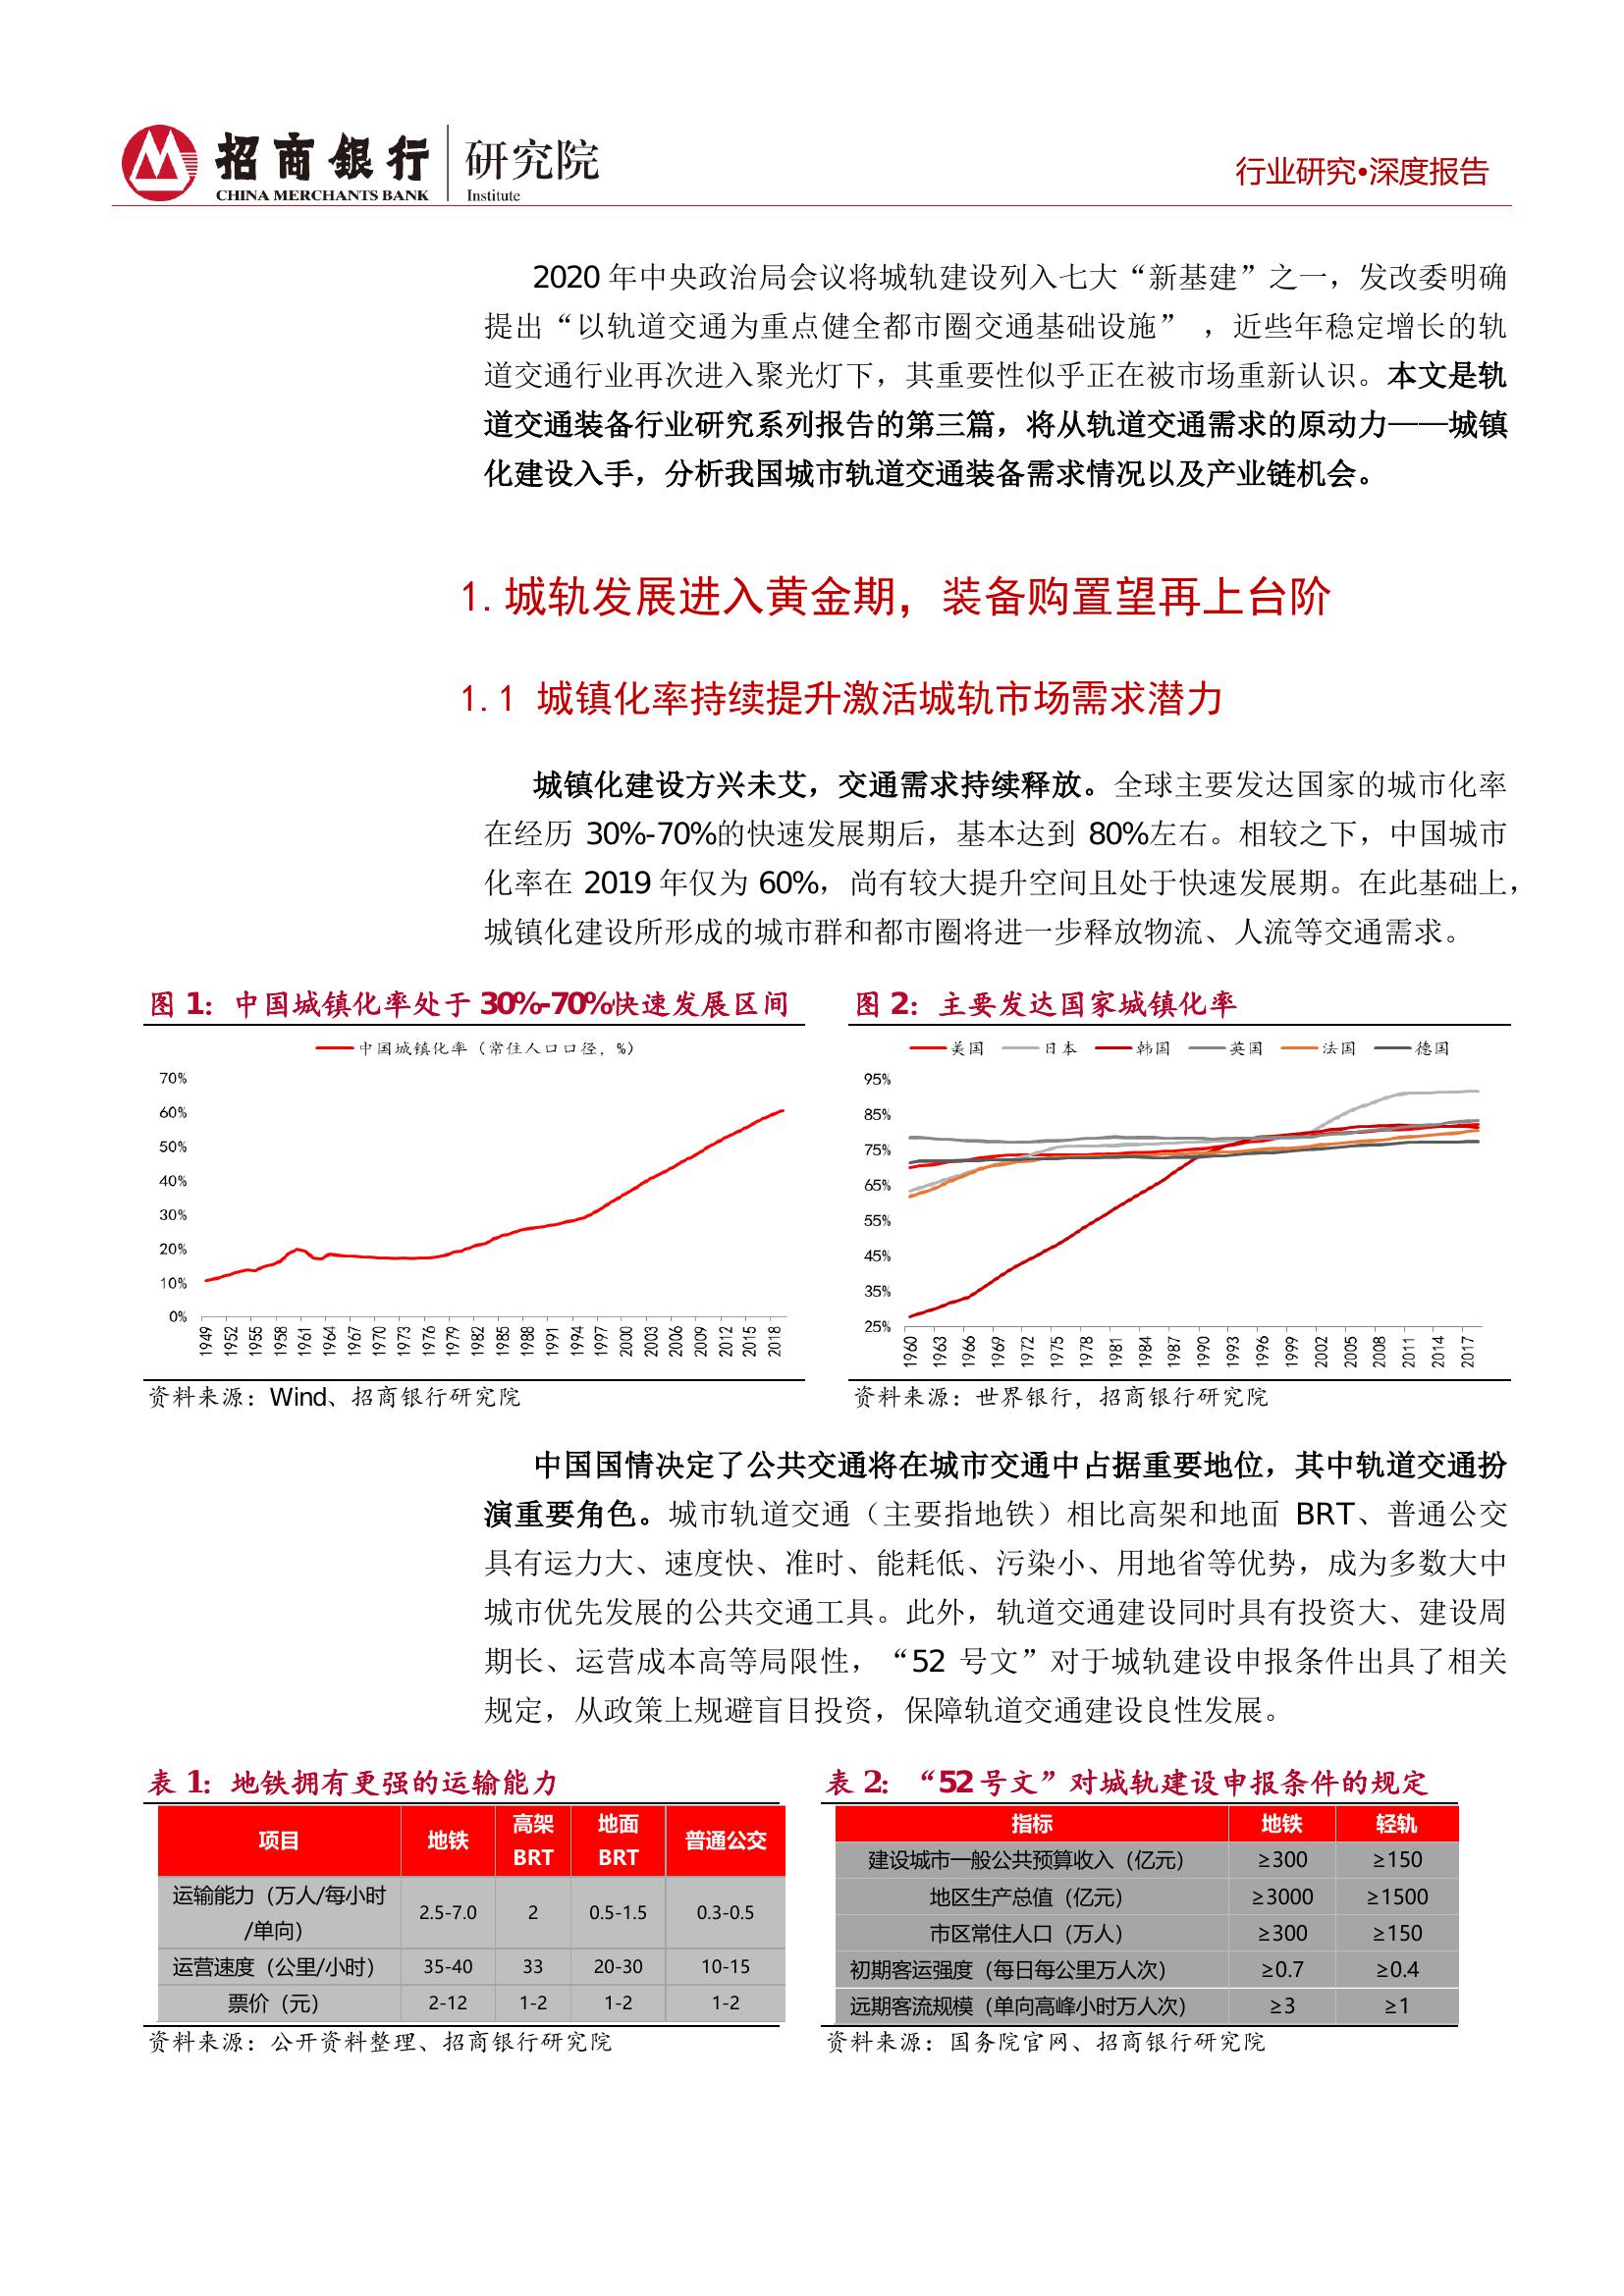 招商银行 研究院
CHINA MERCHANTS BANK Institute
行业研究•深度报告
2020 年中央政治局会议将城轨建设列入七大“新基建”之一，发改委明确
提出“以轨道交通为重点健全都市圈交通基础设施” ，近些年稳定增长的轨
道交通行业再次进入聚光灯下，其重要性似乎正在被市场重新认识。本文是轨
道交通装备行业研究系列报告的第三篇，将从轨道交通需求的原动力——城镇
化建设入手，分析我国城市轨道交通装备需求情况以及产业链机会。
1.城轨发展进入黄金期，装备购置望再上台阶
1.1 城镇化率持续提升激活城轨市场需求潜力
城镇化建设方兴未艾，交通需求持续释放。全球主要发达国家的城市化率
在经历 30%-70%的快速发展期后，基本达到 80%左右。相较之下，中国城市
化率在 2019 年仅为 60%，尚有较大提升空间且处于快速发展期。在此基础上，
城镇化建设所形成的城市群和都市圈将进一步释放物流、人流等交通需求。
图 1：中国城镇化率处于 30%-70%快速发展区间
中国城镇化率（常住人口口径，%）
70%
60%
50%
40%
30%
20%
10%
0%
1949 1952 1955 1958 1961 1964 1967 1970 1973 1976 1979 1982 1985 1988 1991 1994 1997 2000 2003 2006 2009 2012 2015 2018
资料来源：Wind、招商银行研究院
图 2：主要发达国家城镇化率
美国 日本 韩国 英国 法国 德国
95%
85%
75%
65%
55%
45%
35%
25%
1960 1963 1966 1969 1972 1975 1978 1981 1984 1987 1990 1993 1996 1999 2002 2005 2008 2011 2014 2017
资料来源：世界银行，招商银行研究院
中国国情决定了公共交通将在城市交通中占据重要地位，其中轨道交通扮
演重要角色。城市轨道交通（主要指地铁）相比高架和地面 BRT、普通公交
具有运力大、速度快、准时、能耗低、污染小、用地省等优势，成为多数大中
城市优先发展的公共交通工具。此外，轨道交通建设同时具有投资大、建设周
期长、运营成本高等局限性，“52 号文”对于城轨建设申报条件出具了相关
规定，从政策上规避盲目投资，保障轨道交通建设良性发展。
表 1：地铁拥有更强的运输能力
项目 地铁 高架 地面 普通公交
BRT BRT
运输能力（万人/每小时
/单向） 2.5-7.0 2 0.5-1.5 0.3-0.5
运营速度（公里/小时） 35-40 33 20-30 10-15
票价（元） 2-12 1-2 1-2 1-2
资料来源：公开资料整理、招商银行研究院
表 2：“52 号文”对城轨建设申报条件的规定
指标 地铁 轻轨
建设城市一般公共预算收入（亿元） ≥300 ≥150
地区生产总值（亿元） ≥3000 ≥1500
市区常住人口（万人） ≥300 ≥150
初期客运强度（每日每公里万人次） ≥0.7 ≥0.4
远期客流规模（单向高峰小时万人次） ≥3 ≥1
资料来源：国务院官网、招商银行研究院